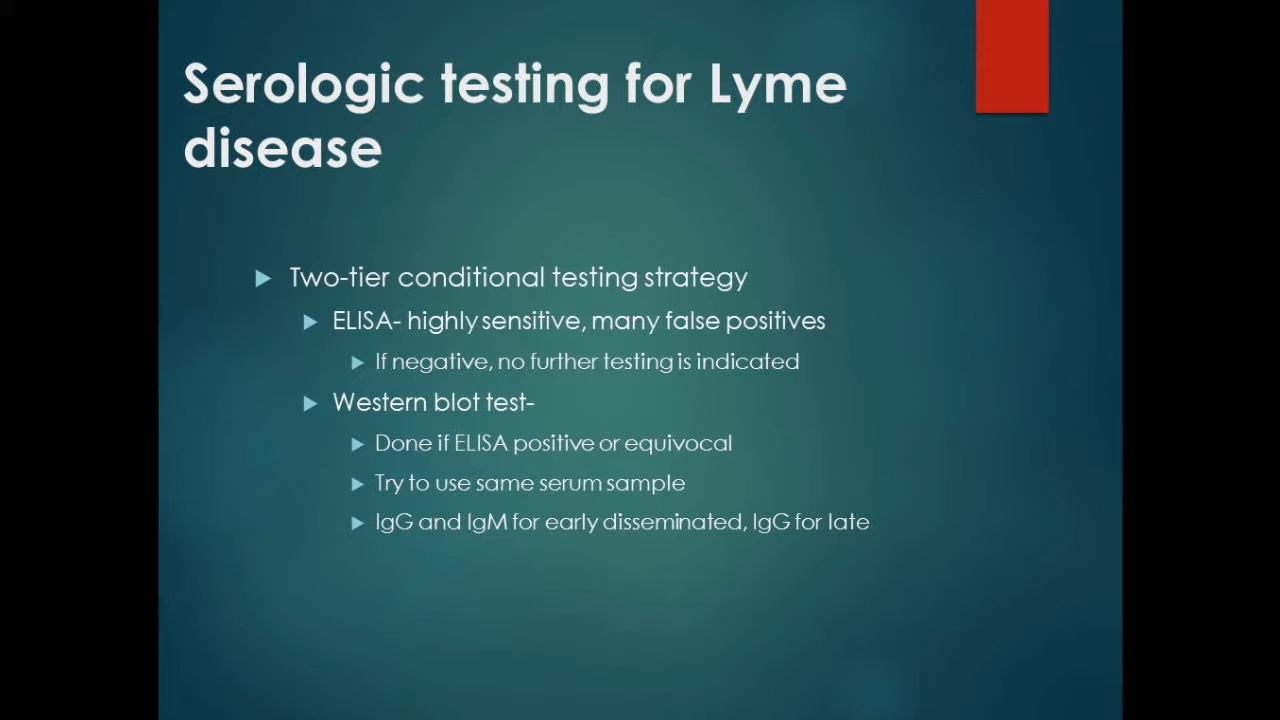 Serologic testing for Lyme
disease
Two-tier conditional testing strategy
ELISA- highly sensitive, many false positives
If negative, no further testing is indicated
Western blot test-
Done if ELISA positive or equivocal
Try to use same serum sample
IgG and IgM for early disseminated, IgG for late